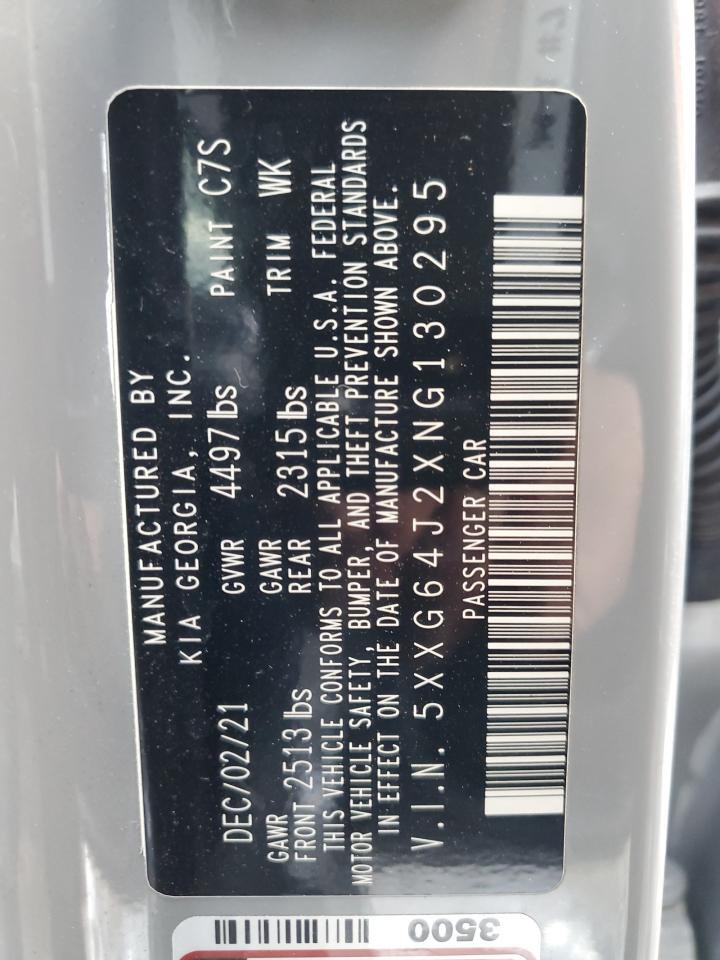 MANUFACTURED BY
KIA GEORGIA, INC.
DEC/02/21 GVWR 4497 lbs PAINT C7S
GAWR GAWR
FRONT 2513 lbs REAR 2315 lbs TRIM WK
THIS VEHICLE CONFORMS TO ALL APPLICABLE U.S.A. FEDERAL
MOTOR VEHICLE SAFETY, BUMPER, AND THEFT PREVENTION STANDARDS
IN EFFECT ON THE DATE OF MANUFACTURE SHOWN ABOVE.
V.I.N. 5XXG64J2XNG130295
PASSENGER CAR
3500